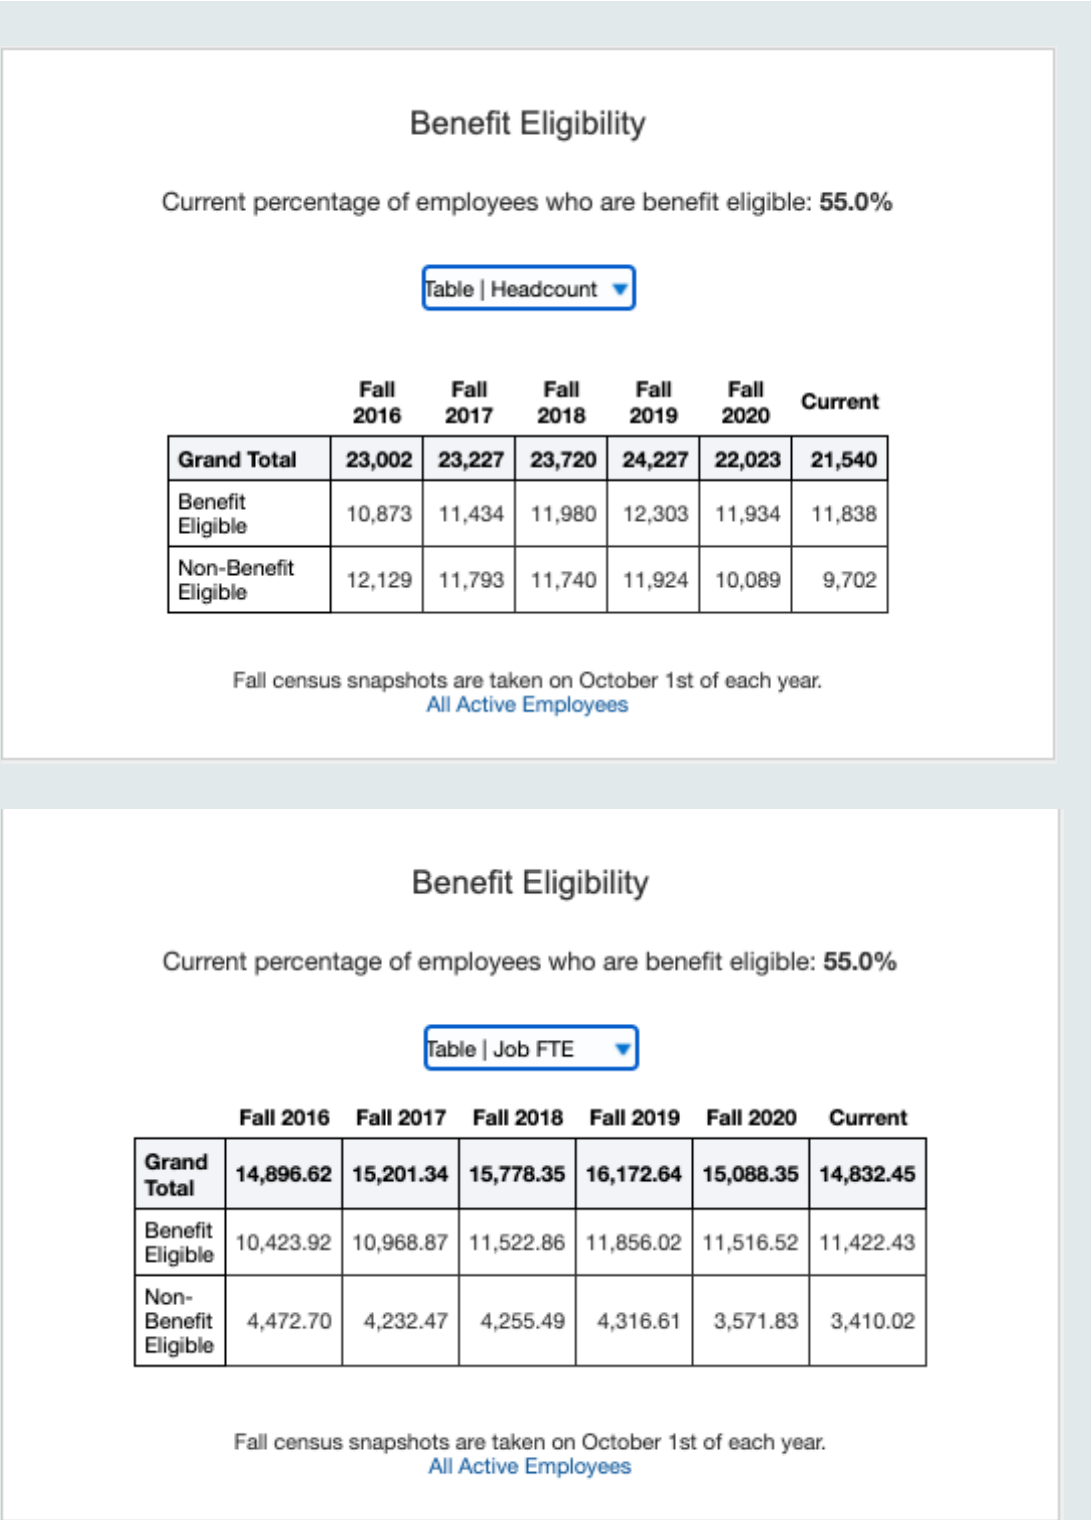 Benefit Eligibility
Current percentage of employees who are benefit eligible: 55.0%
Table | Headcount
Fall 2016 Fall 2017 Fall 2018 Fall 2019 Fall 2020 Current
Grand Total 23,002 23,227 23,720 24,227 22,023 21,540
Benefit Eligible 10,873 11,434 11,980 12,303 11,934 11,838
Non-Benefit Eligible 12,129 11,793 11,740 11,924 10,089 9,702
Fall census snapshots are taken on October 1st of each year.
All Active Employees
Benefit Eligibility
Current percentage of employees who are benefit eligible: 55.0%
Table | Job FTE
Fall 2016 Fall 2017 Fall 2018 Fall 2019 Fall 2020 Current
Grand Total 14,896.62 15,201.34 15,778.35 16,172.64 15,088.35 14,832.45
Benefit Eligible 10,423.92 10,968.87 11,522.86 11,856.02 11,516.52 11,422.43
Non-Benefit Eligible 4,472.70 4,232.47 4,255.49 4,316.61 3,571.83 3,410.02
Fall census snapshots are taken on October 1st of each year.
All Active Employees